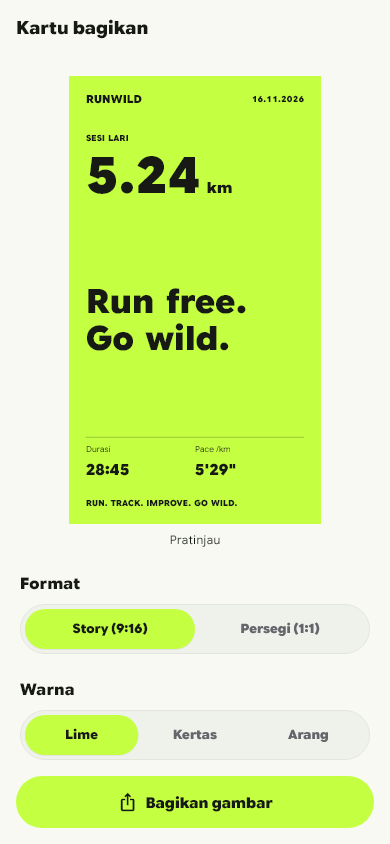 Kartu bagikan
RUNWILD
16.11.2026
SESI LARI
5.24 km
Run free.
Go wild.
Durasi
Pace /km
28:45
5'29"
RUN. TRACK. IMPROVE. GO WILD.
Pratinjau
Format
Story (9:16)
Persegi (1:1)
Warna
Lime
Kertas
Arang
Bagikan gambar